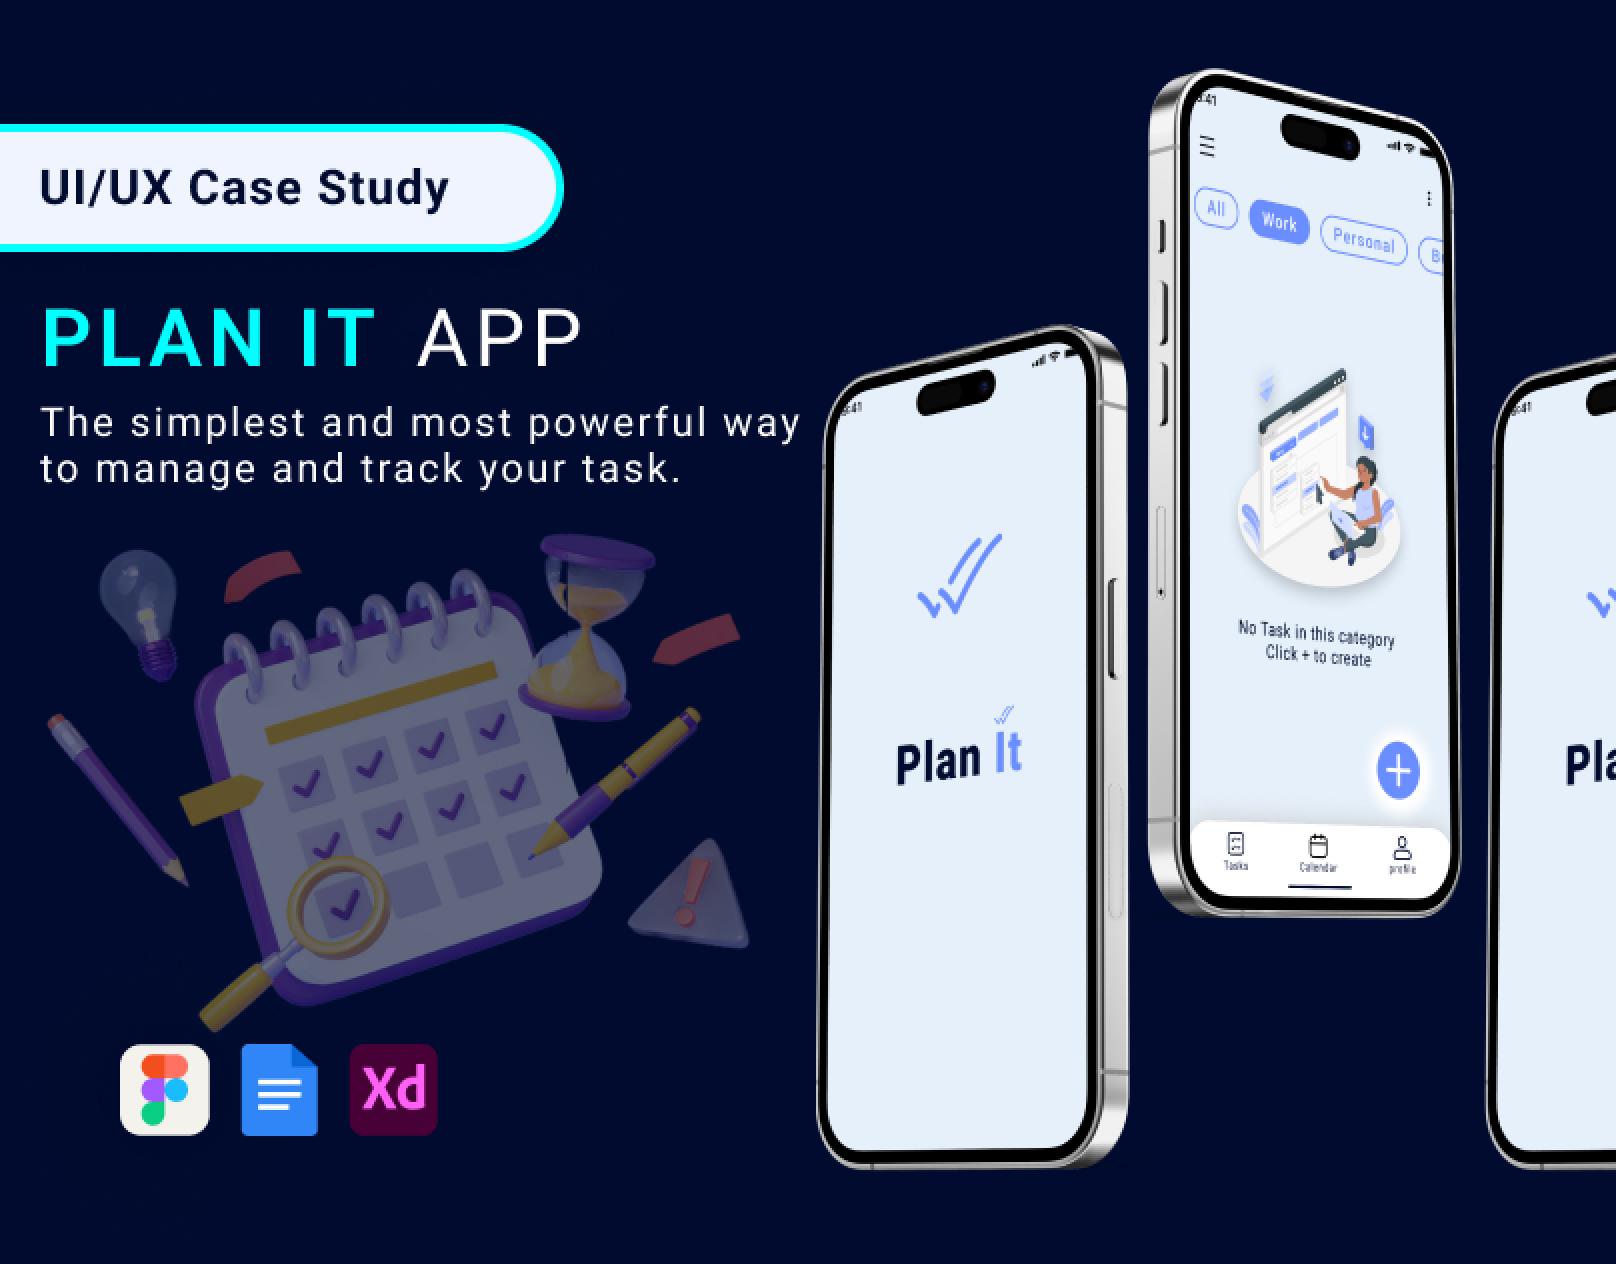 UI/UX Case Study
PLAN IT APP
The simplest and most powerful way
to manage and track your task.
Xd
Plan It
All
Work
Personal
No Task in this category
Click + to create
Tasks
Calendar
profile